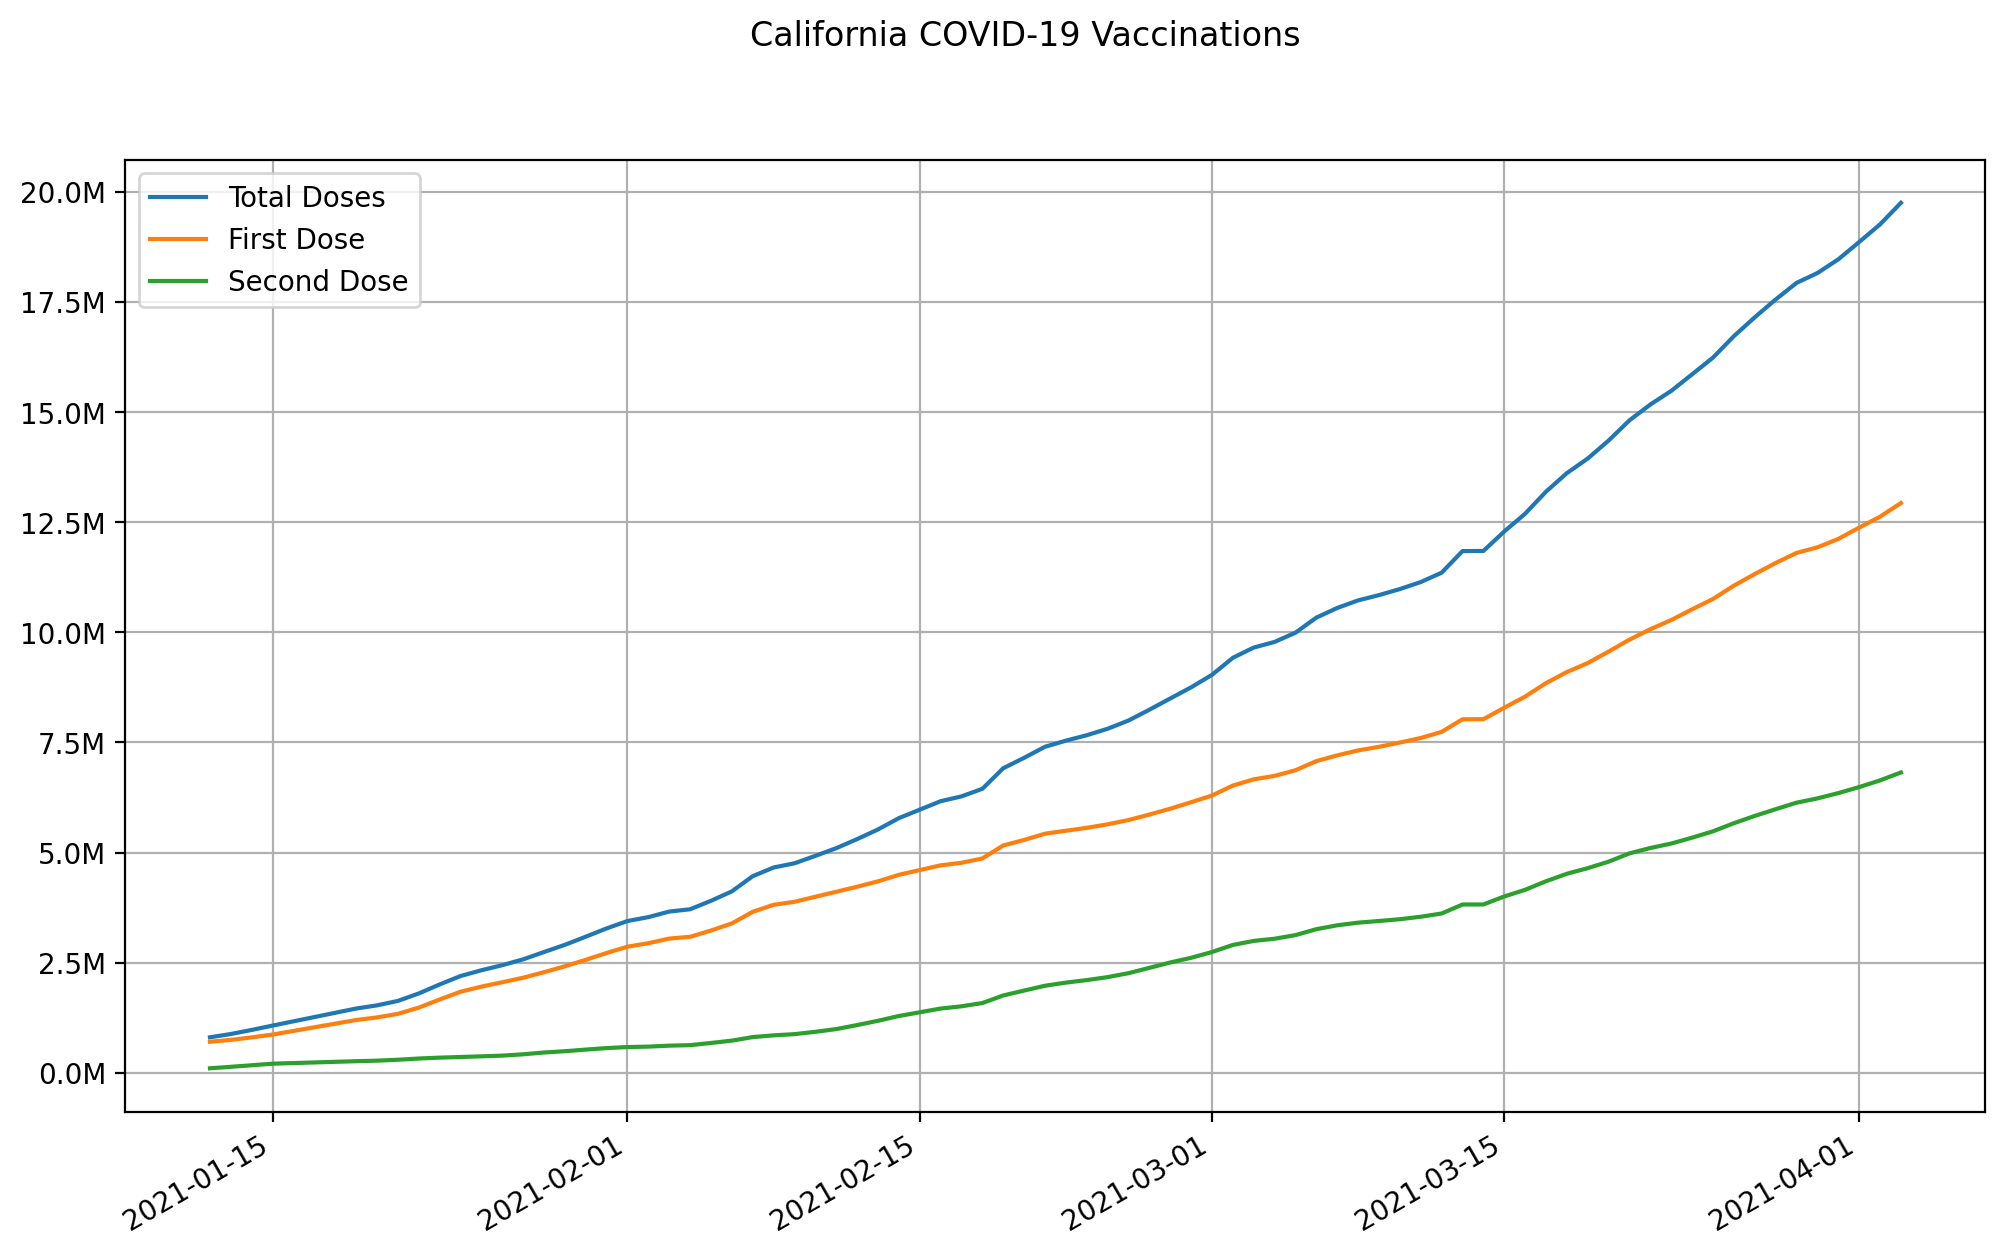 California COVID-19 Vaccinations
20.0M
17.5M
15.0M
12.5M
10.0M
7.5M
5.0M
2.5M
0.0M
Total Doses
First Dose
Second Dose
2021-01-15
2021-02-01
2021-02-15
2021-03-01
2021-03-15
2021-04-01